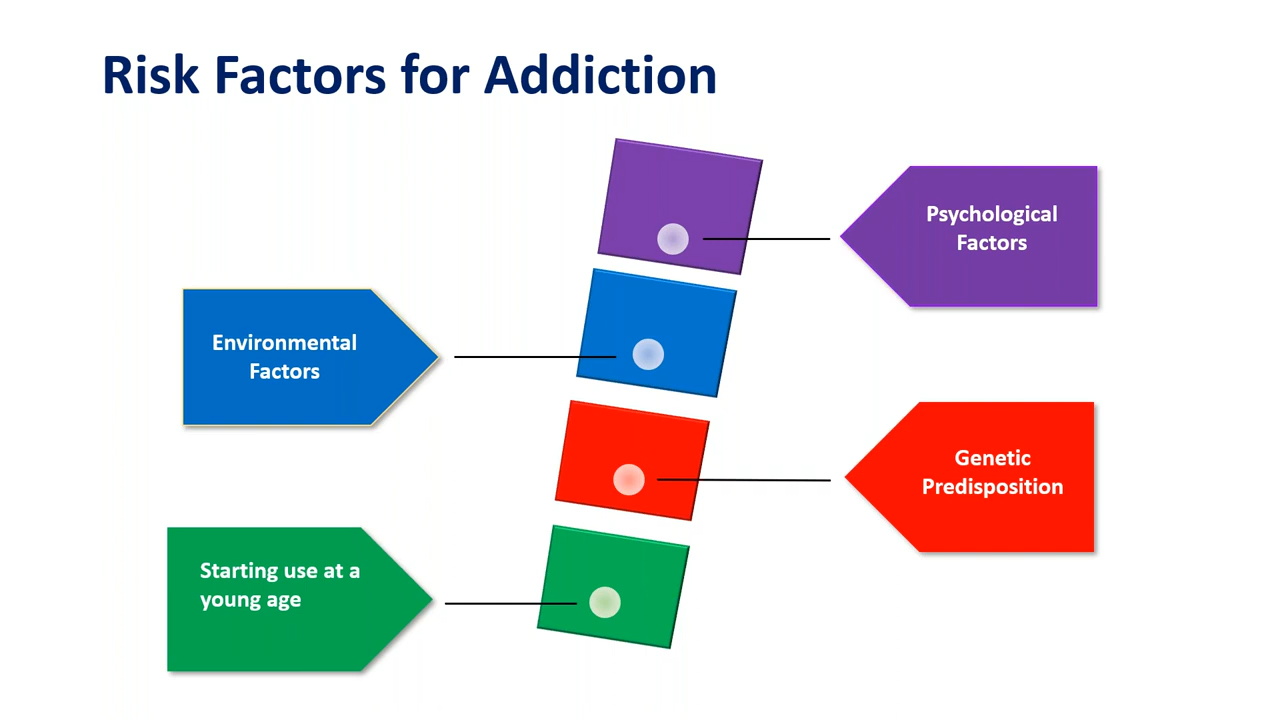 Risk Factors for Addiction
Psychological
Factors
Environmental
Factors
Genetic
Predisposition
Starting use at a
young age